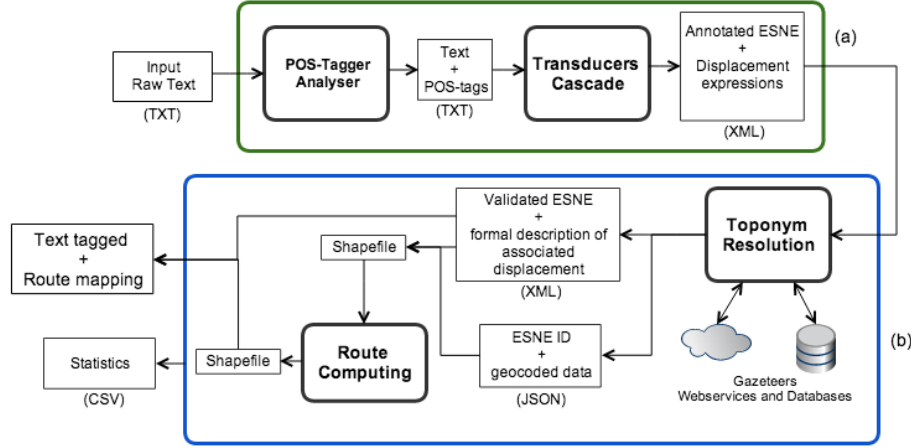 Input
Raw Text
(TXT)
POS-Tagger
Analyser
Text
+
POS-tags
(TXT)
Transducers
Cascade
Annotated ESNE
+
Displacement
expressions
(XML)
(a)
Text tagged
+
Route mapping
Shapefile
Validated ESNE
+
formal description of
associated
displacement
(XML)
Toponym
Resolution
Statistics
(CSV)
Shapefile
Route
Computing
ESNE ID
+
geocoded data
(JSON)
Gazeteers
Webservices and Databases
(b)